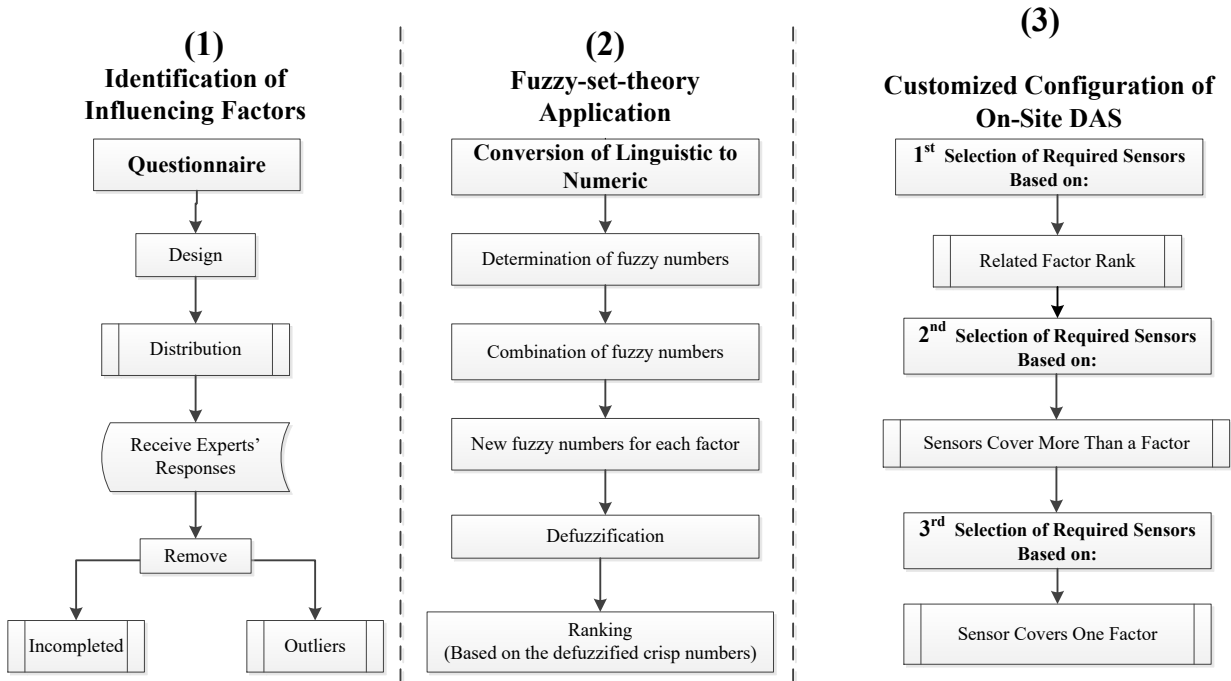 (1)
Identification of
Influencing Factors
Questionnaire
Design
Distribution
Receive Experts’
Responses
Remove
Incompleted
Outliers
(2)
Fuzzy-set-theory
Application
Conversion of Linguistic to
Numeric
Determination of fuzzy numbers
Combination of fuzzy numbers
New fuzzy numbers for each factor
Defuzzification
Ranking
(Based on the defuzzified crisp numbers)
(3)
Customized Configuration of
On-Site DAS
1st Selection of Required Sensors
Based on:
Related Factor Rank
2nd Selection of Required Sensors
Based on:
Sensors Cover More Than a Factor
3rd Selection of Required Sensors
Based on:
Sensor Covers One Factor